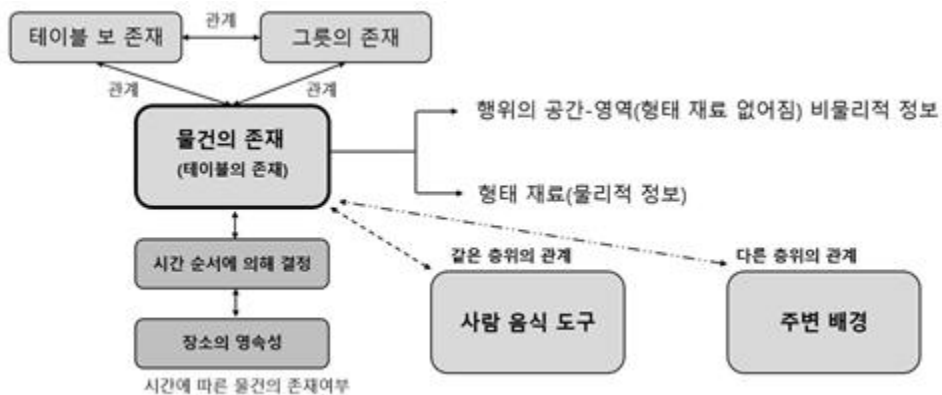 관계
테이블 보 존재
그릇의 존재
관계
관계
물건의 존재
(테이블의 존재)
행위의 공간-영역(형태 재료 없어짐) 비물리적 정보
형태 재료(물리적 정보)
시간 순서에 의해 결정
같은 층위의 관계
다른 층위의 관계
사람 음식 도구
주변 배경
장소의 영속성
시간에 따른 물건의 존재여부